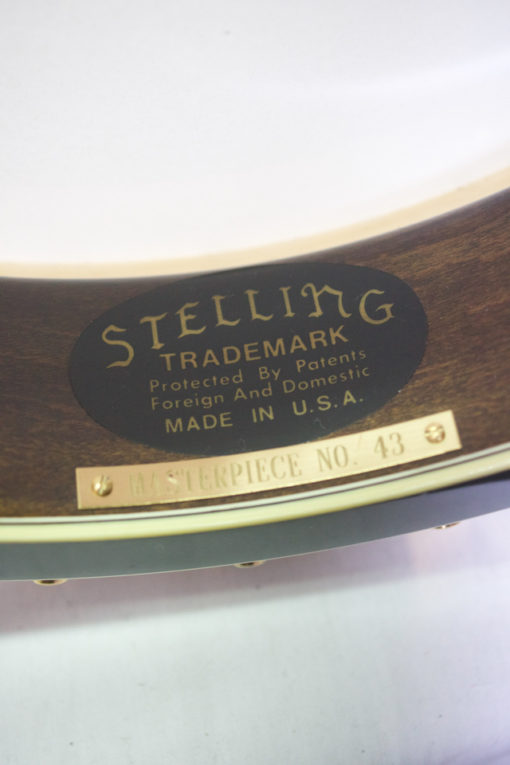 STELLING
TRADEMARK
Protected By Patents
Foreign And Domestic
MADE IN U.S.A.
MASTERPIECE NO. 43